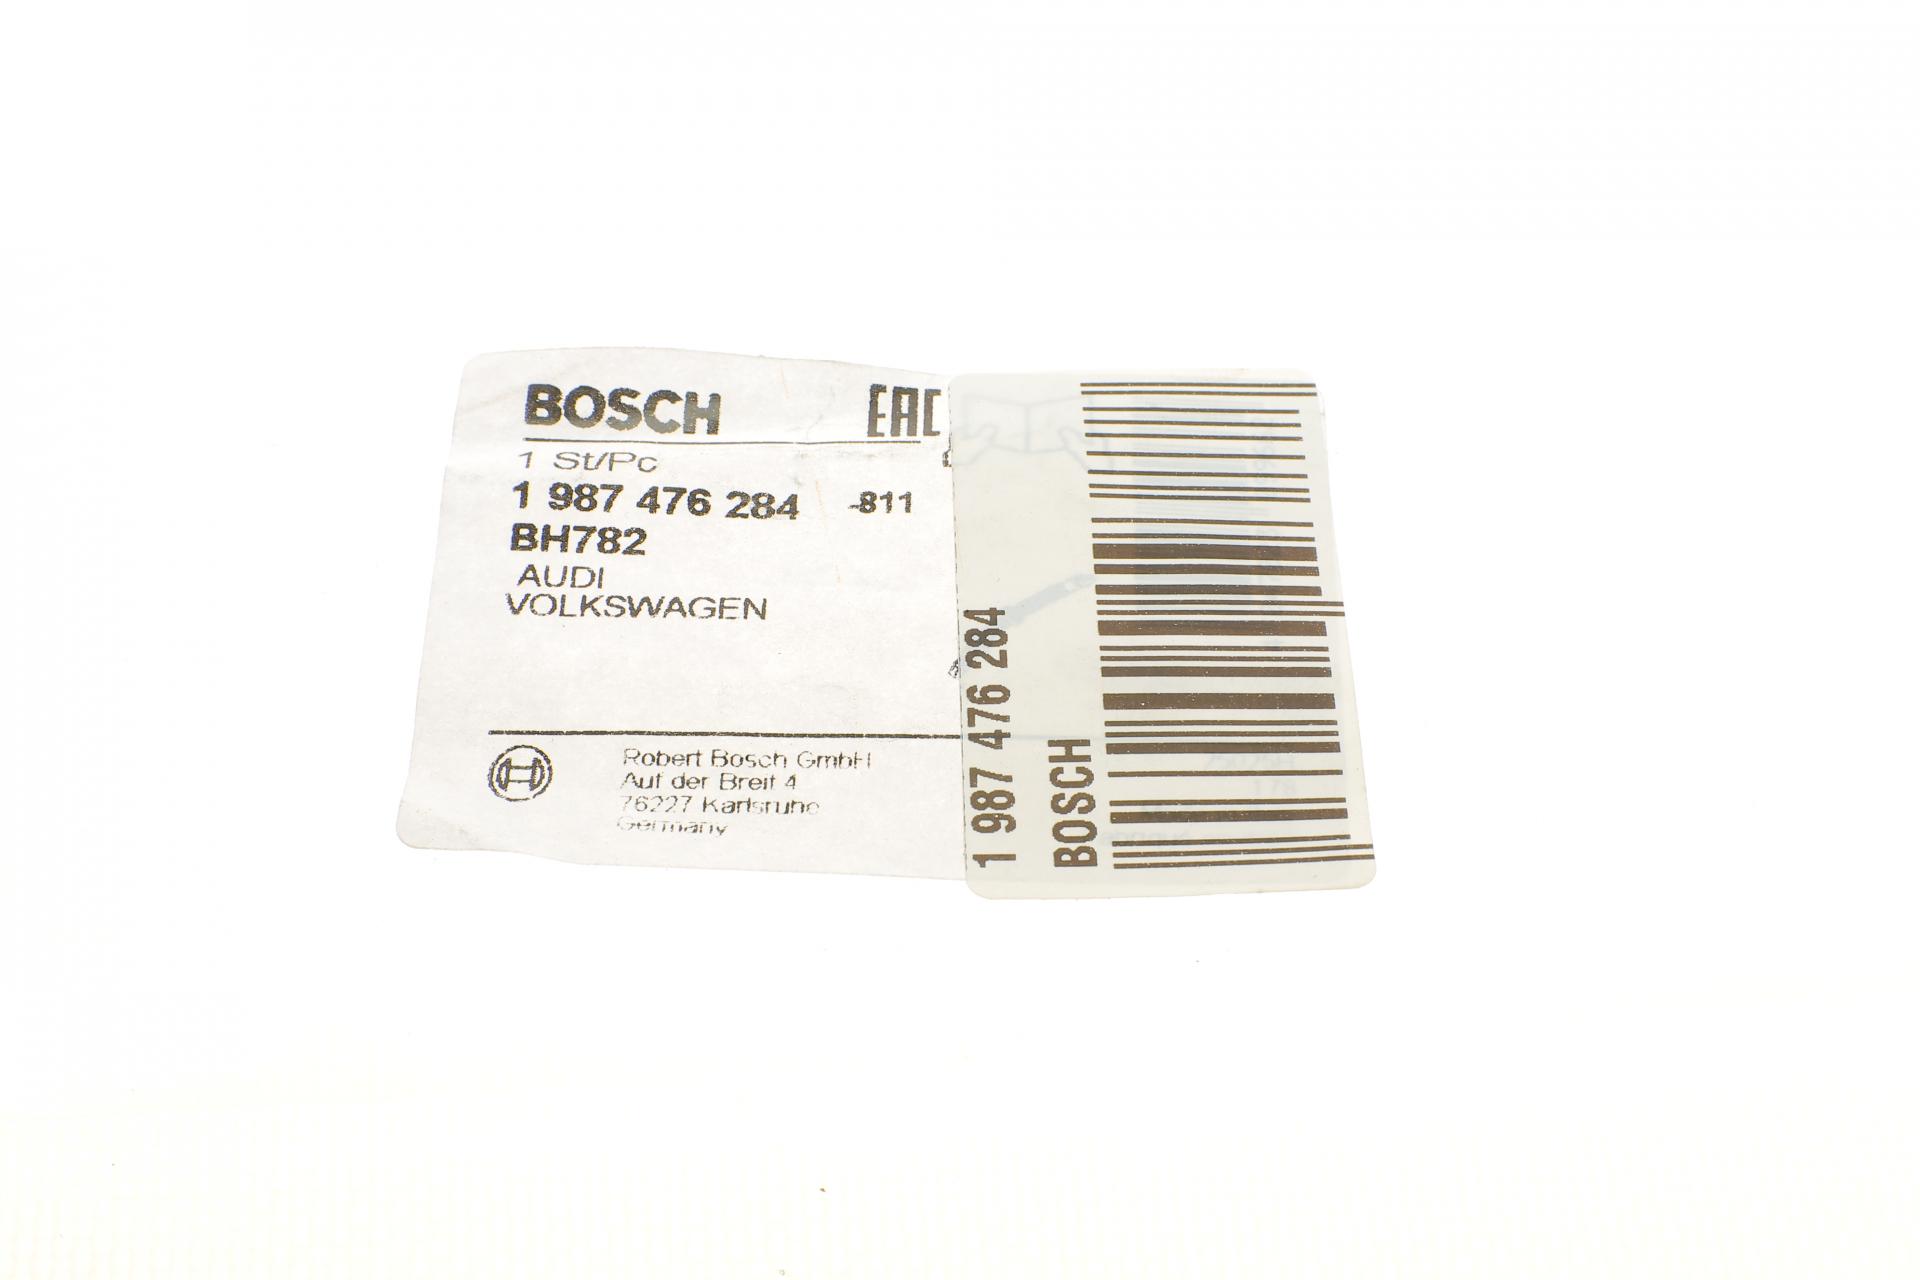 BOSCH EAC
1 St/Pc
1 987 476 284 -811
BH782
AUDI
VOLKSWAGEN
Robert Bosch GmbH
Auf der Breit 4
76227 Karlsruhe
Germany
1 987 476 284
BOSCH